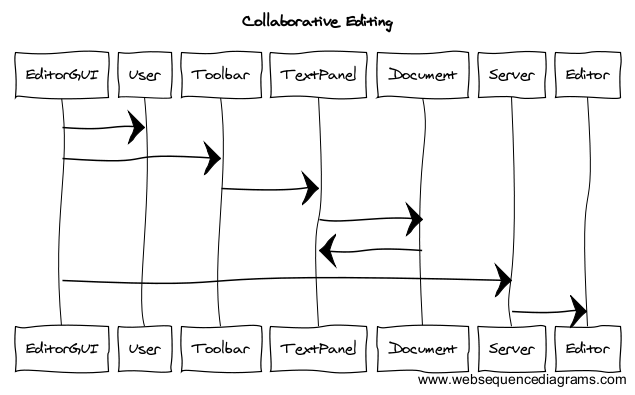 Collaborative Editing
EditorGUI User Toolbar TextPanel Document Server Editor
EditorGUI User Toolbar TextPanel Document Server Editor
www.websequencediagrams.com